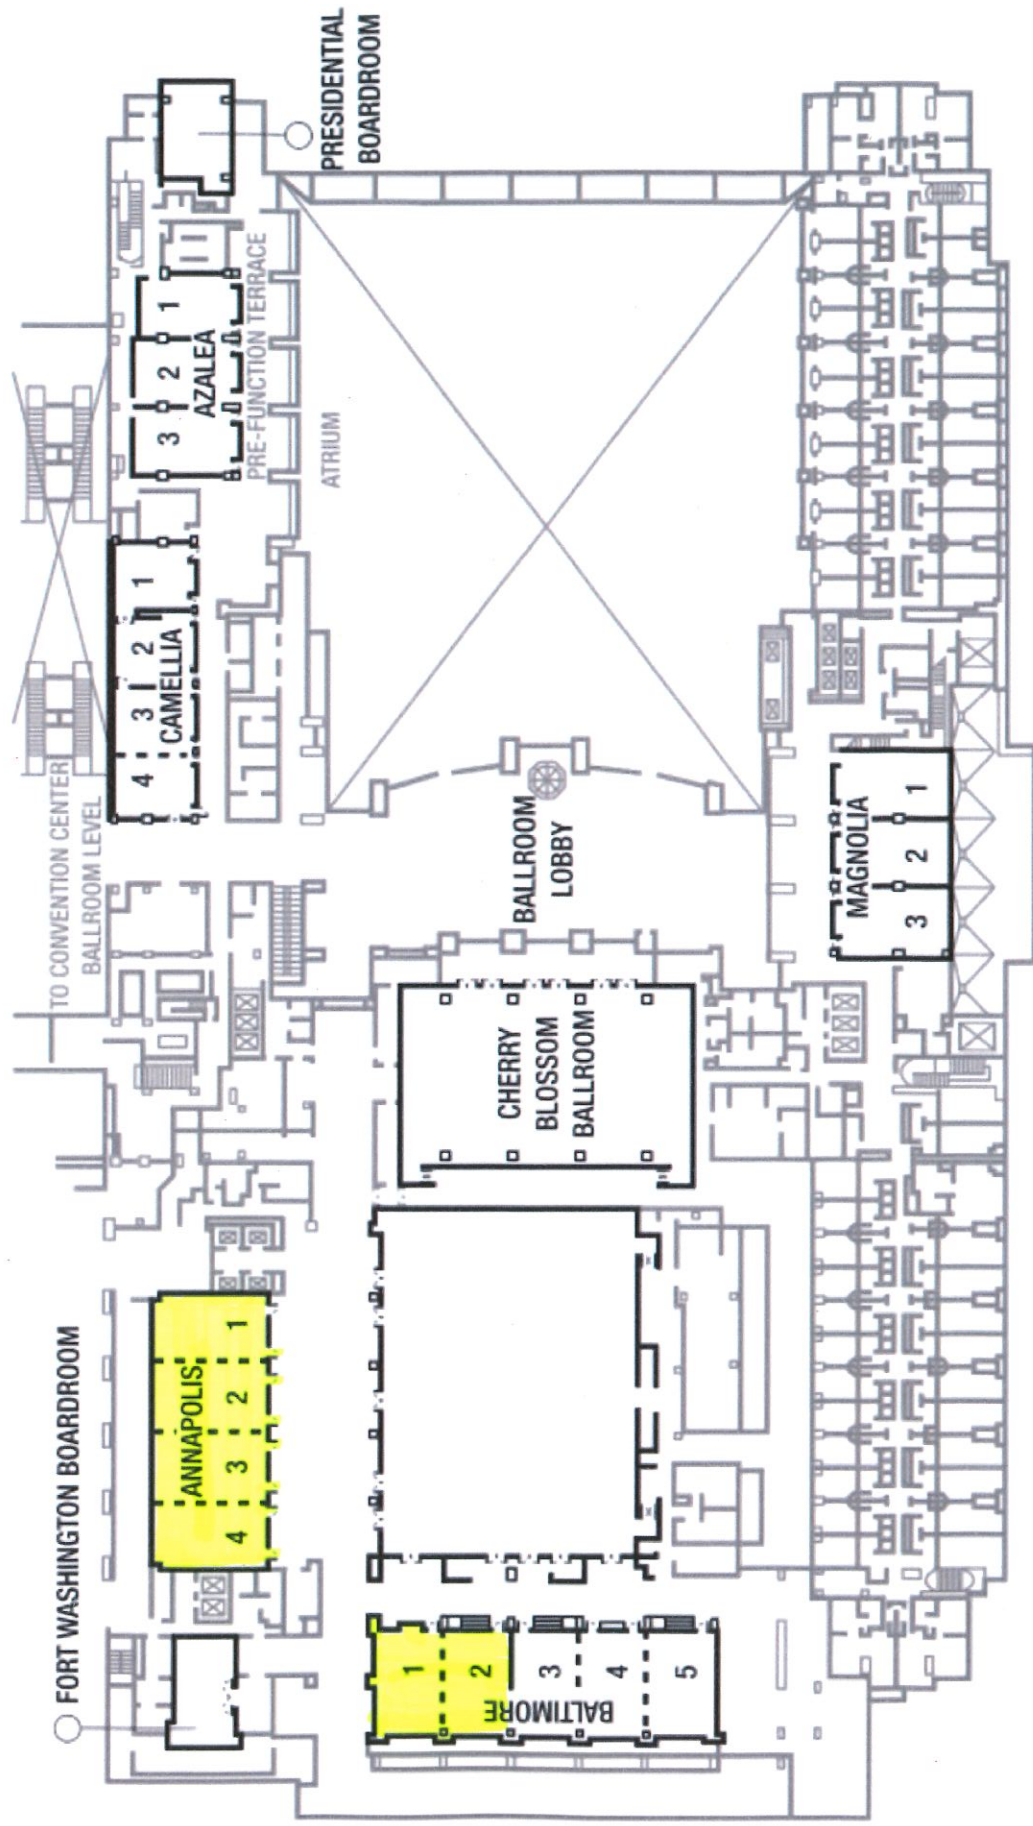 FORT WASHINGTON BOARDROOM
TO CONVENTION CENTER
BALLROOM LEVEL
ANNAPOLIS
4 3 2 1
CAMELLIA
4 3 2 1
AZALEA
3 2 1
PRE-FUNCTION TERRACE
PRESIDENTIAL
BOARDROOM
ATRIUM
BALTIMORE
1
2
3
4
5
CHERRY
BLOSSOM
BALLROOM
BALLROOM
LOBBY
MAGNOLIA
3 2 1